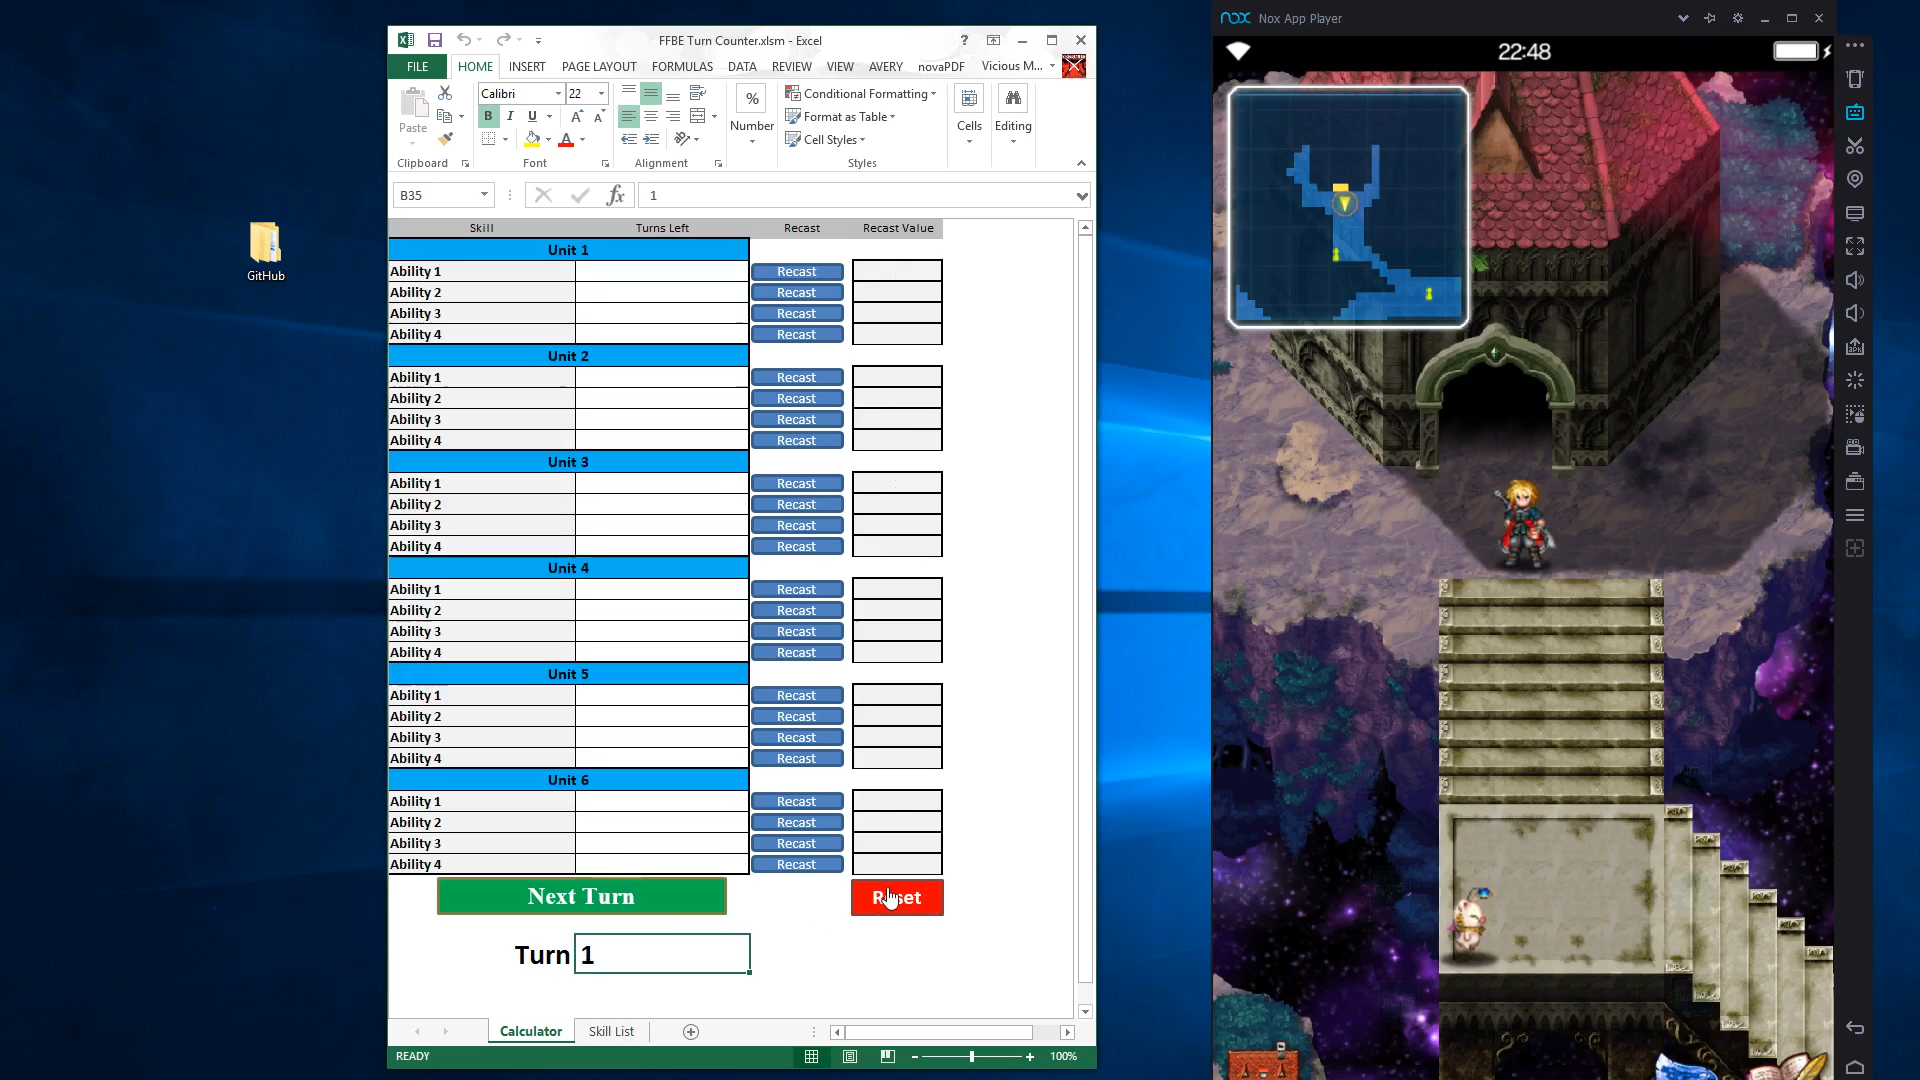 GitHub
FFBE Turn Counter.xlsm - Excel
?
FILE HOME INSERT PAGE LAYOUT FORMULAS DATA REVIEW VIEW AVERY novaPDF Vicious M...
Paste
Calibri 22
B I U A A
A
%
Number
Conditional Formatting
Format as Table
Cell Styles
Cells
Editing
Clipboard Font Alignment Styles
B35 fx 1
Skill Turns Left Recast Recast Value
Unit 1
Ability 1 Recast
Ability 2 Recast
Ability 3 Recast
Ability 4 Recast
Unit 2
Ability 1 Recast
Ability 2 Recast
Ability 3 Recast
Ability 4 Recast
Unit 3
Ability 1 Recast
Ability 2 Recast
Ability 3 Recast
Ability 4 Recast
Unit 4
Ability 1 Recast
Ability 2 Recast
Ability 3 Recast
Ability 4 Recast
Unit 5
Ability 1 Recast
Ability 2 Recast
Ability 3 Recast
Ability 4 Recast
Unit 6
Ability 1 Recast
Ability 2 Recast
Ability 3 Recast
Ability 4 Recast
Next Turn Reset
Turn 1
Calculator Skill List
READY 100%
nox Nox App Player
22:48